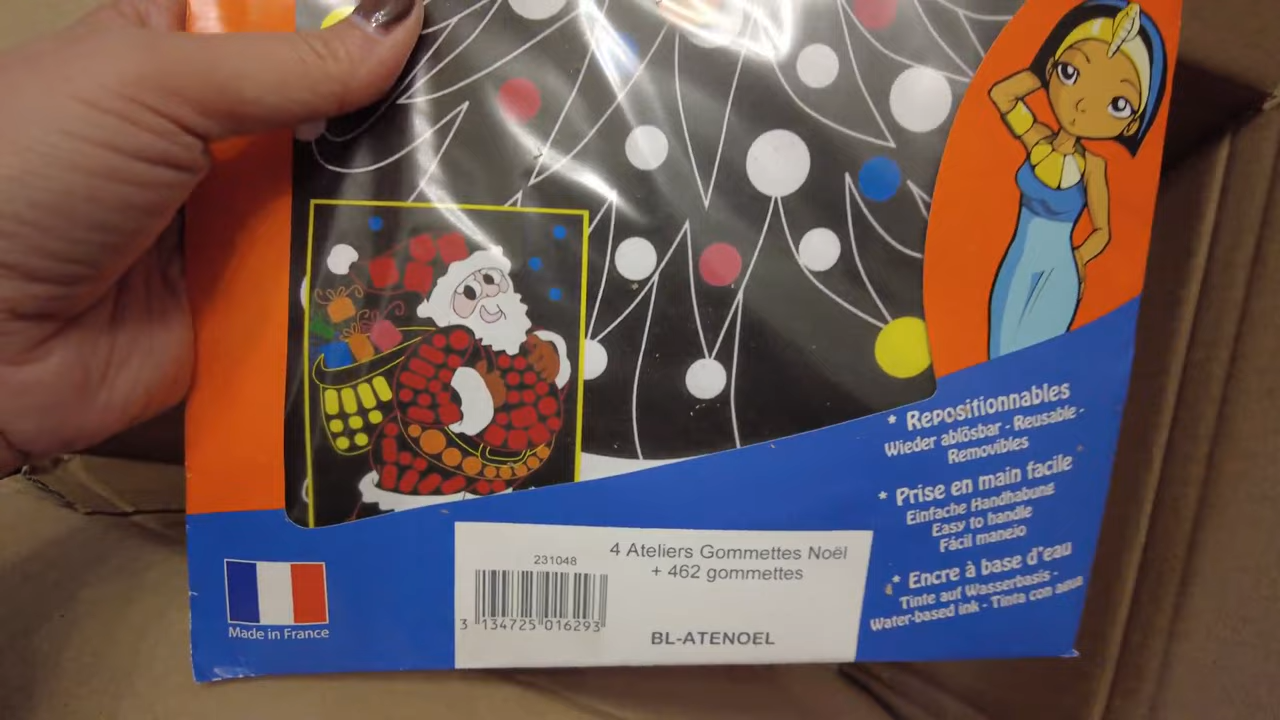 * Repositionnables
Wieder ablösbar - Reusable -
Removibles
* Prise en main facile
Einfache Handhabung
Easy to handle
Fácil manejo
* Encre à base d'eau
Tinte auf Wasserbasis -
Water-based ink - Tinta con agua
4 Ateliers Gommettes Noël
+ 462 gommettes
231048
3 134725 016293
BL-ATENOEL
Made in France